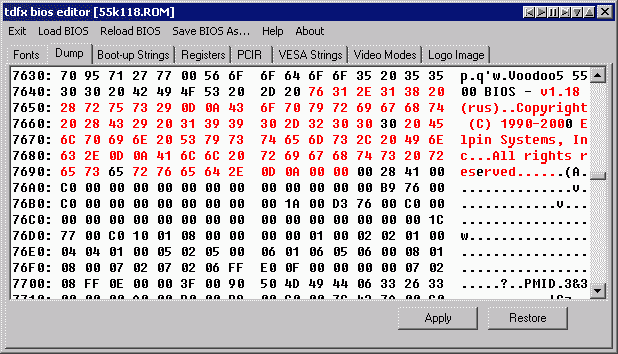 tdfx bios editor [55k118.ROM]
Exit Load BIOS Reload BIOS Save BIOS As... Help About
Fonts Dump Boot-up Strings Registers PCIR VESA Strings Video Modes Logo Image
7630: 70 95 71 27 77 00 56 6F 6F 64 6F 6F 35 20 35 35 p.q'w.Voodoo5 55
7640: 30 30 20 42 49 4F 53 20 2D 20 76 31 2E 31 38 20 00 BIOS - v1.18
7650: 28 72 75 73 29 0D 0A 43 6F 70 79 72 69 67 68 74 (rus)..Copyright
7660: 20 28 43 29 20 31 39 39 30 2D 32 30 30 30 20 45 (C) 1990-2000 E
7670: 6C 70 69 6E 20 53 79 73 74 65 6D 73 2C 20 49 6E lpin Systems, In
7680: 63 2E 0D 0A 41 6C 6C 20 72 69 67 68 74 73 20 72 c...All rights r
7690: 65 73 65 72 76 65 64 2E 0D 0A 00 00 00 28 41 00 eserved......(A.
76A0: C0 00 00 00 00 00 00 00 00 00 00 00 00 B9 76 00 ..............v.
76B0: C0 00 00 00 00 00 00 00 00 1A 00 D3 76 00 C0 00 ............v...
76C0: 00 00 00 00 00 00 00 00 00 00 00 00 00 00 00 1C ................
76D0: 77 00 C0 10 01 08 00 00 00 00 01 00 02 02 01 00 w...............
76E0: 04 04 01 00 05 02 05 00 06 01 06 05 06 00 08 01 ................
76F0: 08 00 07 02 07 02 06 FF E0 0F 00 00 00 00 07 02 ................
7700: 08 FF 0E 00 00 3F 00 90 50 4D 49 44 06 33 26 33 .....?..PMID.3&3
Apply Restore